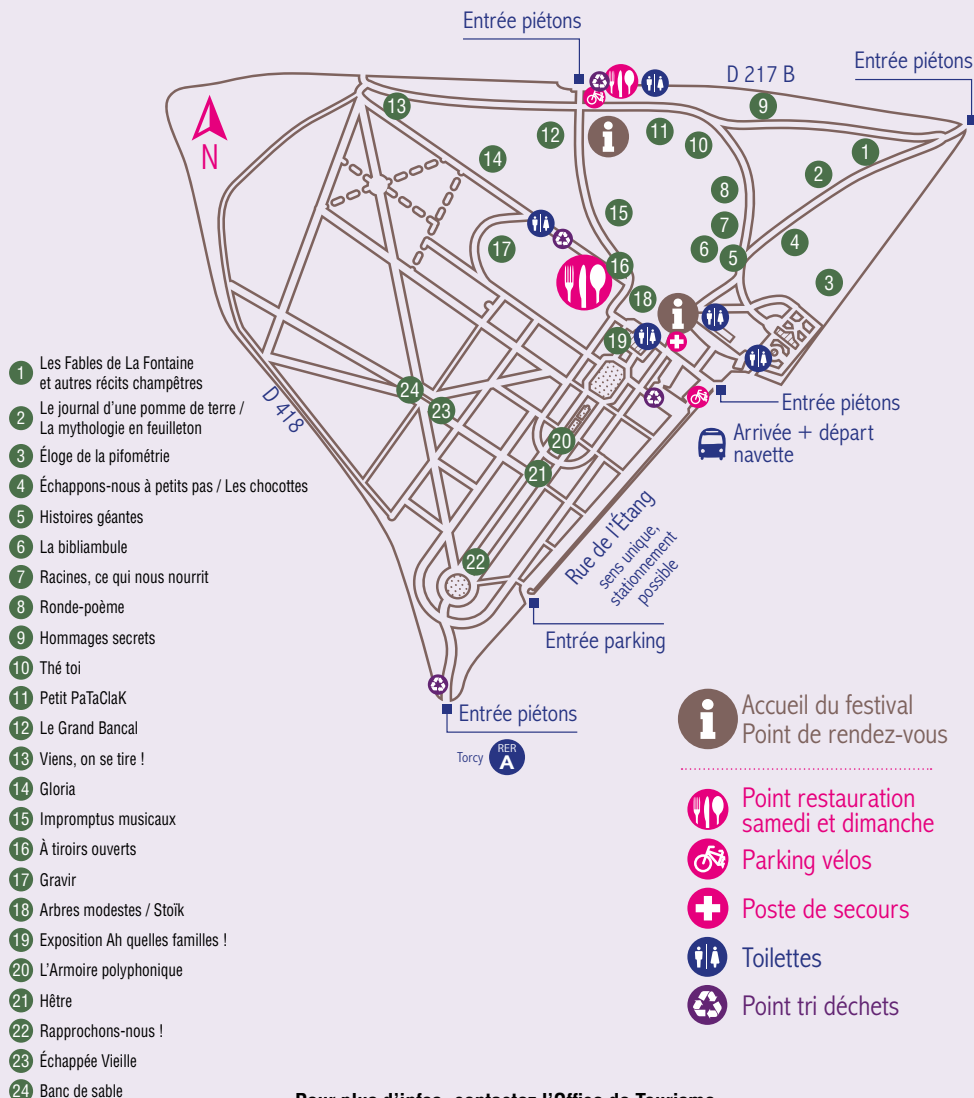 Entrée piétons
Entrée piétons
D 217 B
N
13
12
11
10
9
14
1
2
8
15
7
6
5
4
17
16
3
18
19
1 Les Fables de La Fontaine
et autres récits champêtres
2 Le journal d'une pomme de terre /
La mythologie en feuilleton
3 Éloge de la pifométrie
4 Échappons-nous à petits pas / Les chocottes
5 Histoires géantes
6 La bibliambule
7 Racines, ce qui nous nourrit
8 Ronde-poème
9 Hommages secrets
10 Thé toi
11 Petit PaTaClaK
12 Le Grand Bancal
13 Viens, on se tire !
14 Gloria
15 Impromptus musicaux
16 À tiroirs ouverts
17 Gravir
18 Arbres modestes / Stoïk
19 Exposition Ah quelles familles !
20 L'Armoire polyphonique
21 Hêtre
22 Rapprochons-nous !
23 Échappée Vieille
24 Banc de sable
D 418
24
23
20
21
22
Entrée piétons
Arrivée + départ
navette
Rue de l'Étang
sens unique,
stationnement
possible
Entrée parking
Entrée piétons
Torcy RER
A
i Accueil du festival
Point de rendez-vous
Point restauration
samedi et dimanche
Parking vélos
Poste de secours
Toilettes
Point tri déchets